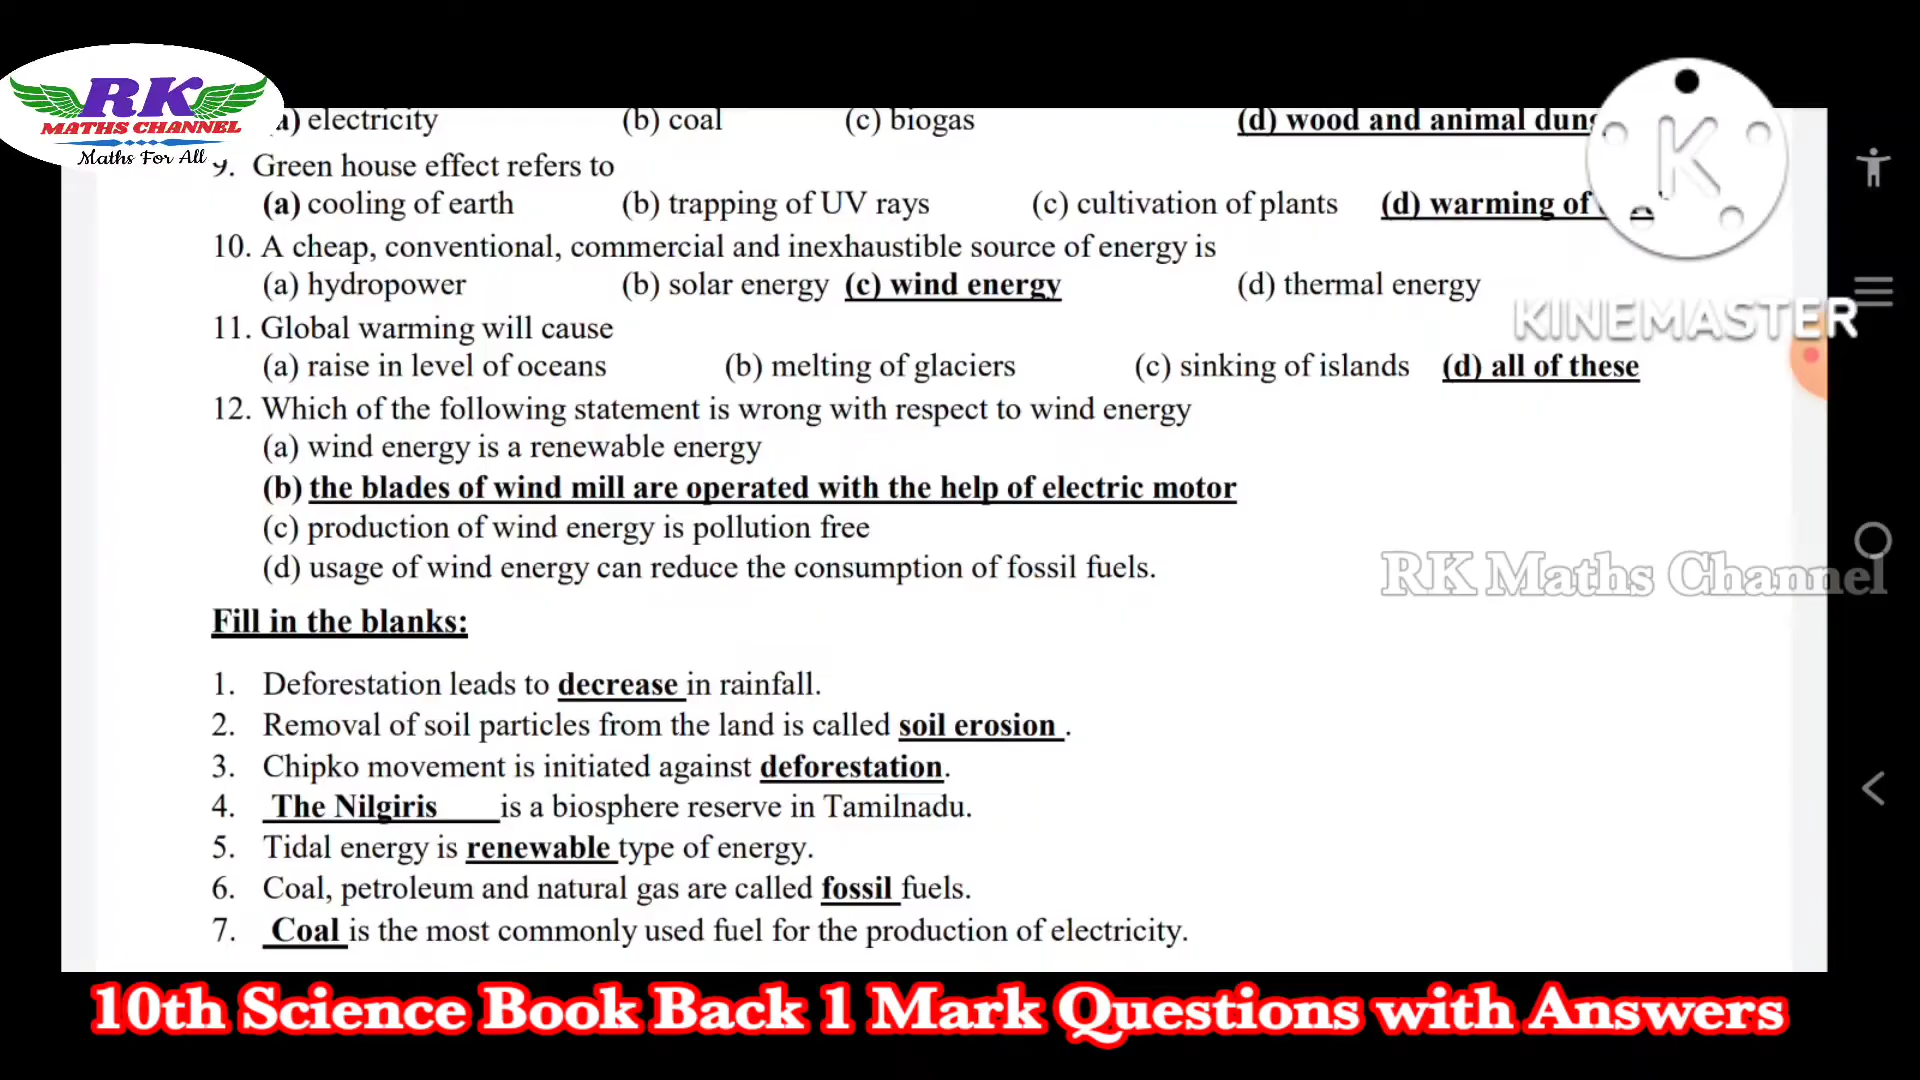 RK
MATHS CHANNEL
Maths For All
a) electricity (b) coal (c) biogas (d) wood and animal dung
9. Green house effect refers to
(a) cooling of earth (b) trapping of UV rays (c) cultivation of plants (d) warming of
10. A cheap, conventional, commercial and inexhaustible source of energy is
(a) hydropower (b) solar energy (c) wind energy (d) thermal energy
K
KINEMASTER
11. Global warming will cause
(a) raise in level of oceans (b) melting of glaciers (c) sinking of islands (d) all of these
12. Which of the following statement is wrong with respect to wind energy
(a) wind energy is a renewable energy
(b) the blades of wind mill are operated with the help of electric motor
(c) production of wind energy is pollution free
(d) usage of wind energy can reduce the consumption of fossil fuels.
RK Maths Channel
Fill in the blanks:
1. Deforestation leads to decrease in rainfall.
2. Removal of soil particles from the land is called soil erosion .
3. Chipko movement is initiated against deforestation.
4. The Nilgiris is a biosphere reserve in Tamilnadu.
5. Tidal energy is renewable type of energy.
6. Coal, petroleum and natural gas are called fossil fuels.
7. Coal is the most commonly used fuel for the production of electricity.
10th Science Book Back 1 Mark Questions with Answers